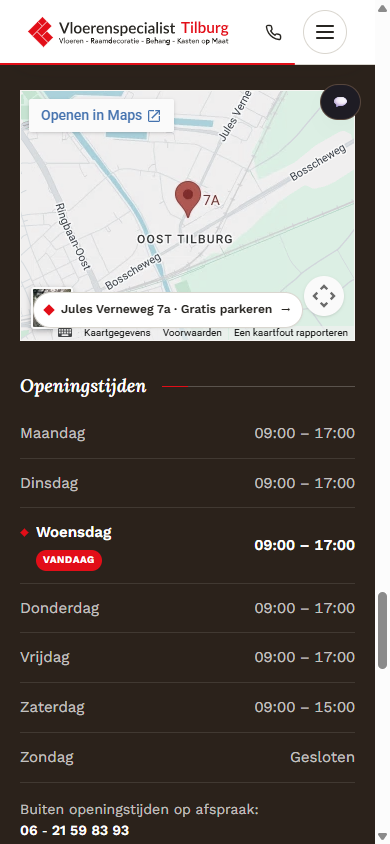 Vloerenspecialist Tilburg
Vloeren - Raamdecoratie - Behang - Kasten op Maat
Openen in Maps
Jules Verne
Bosscheweg
7A
Ringbaan-Oost
OOST TILBURG
Bosscheweg
Jules Verneweg 7a · Gratis parkeren →
Kaartgegevens Voorwaarden Een kaartfout rapporteren
Openingstijden
Maandag 09:00 – 17:00
Dinsdag 09:00 – 17:00
Woensdag 09:00 – 17:00
VANDAAG
Donderdag 09:00 – 17:00
Vrijdag 09:00 – 17:00
Zaterdag 09:00 – 15:00
Zondag Gesloten
Buiten openingstijden op afspraak:
06 - 21 59 83 93